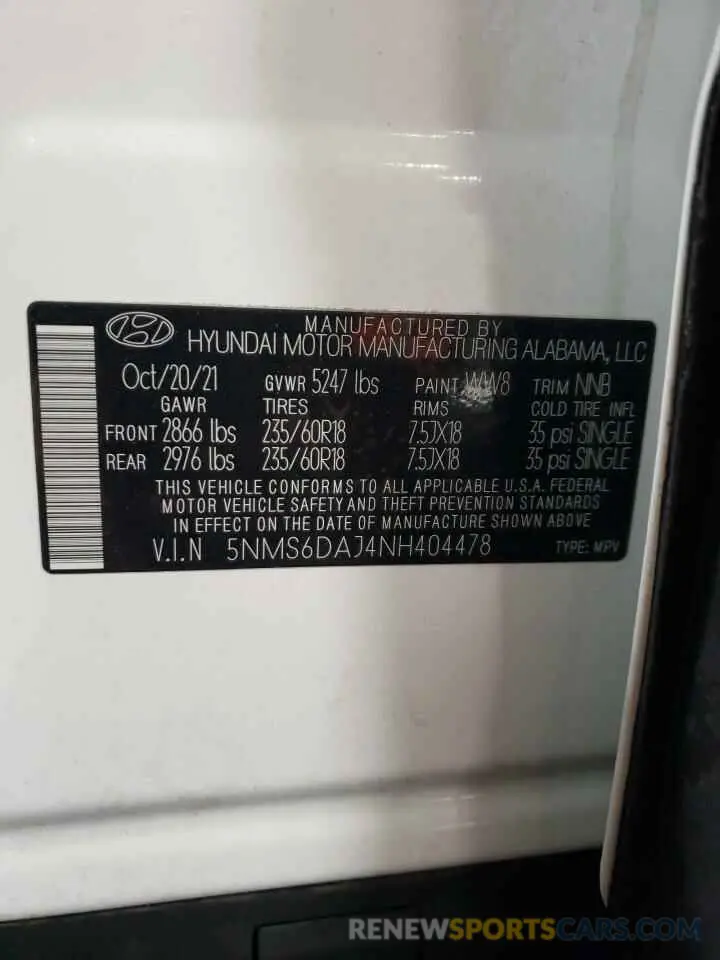 MANUFACTURED BY
HYUNDAI MOTOR MANUFACTURING ALABAMA, LLC
Oct/20/21 GVWR 5247 lbs PAINT WW8 TRIM NNB
GAWR TIRES RIMS COLD TIRE INFL
FRONT 2866 lbs 235/60R18 7.5JX18 35 psi SINGLE
REAR 2976 lbs 235/60R18 7.5JX18 35 psi SINGLE
THIS VEHICLE CONFORMS TO ALL APPLICABLE U.S.A. FEDERAL
MOTOR VEHICLE SAFETY AND THEFT PREVENTION STANDARDS
IN EFFECT ON THE DATE OF MANUFACTURE SHOWN ABOVE
V.I.N 5NMS6DAJ4NH404478 TYPE: MPV
RENEWSPORTSCARS.COM